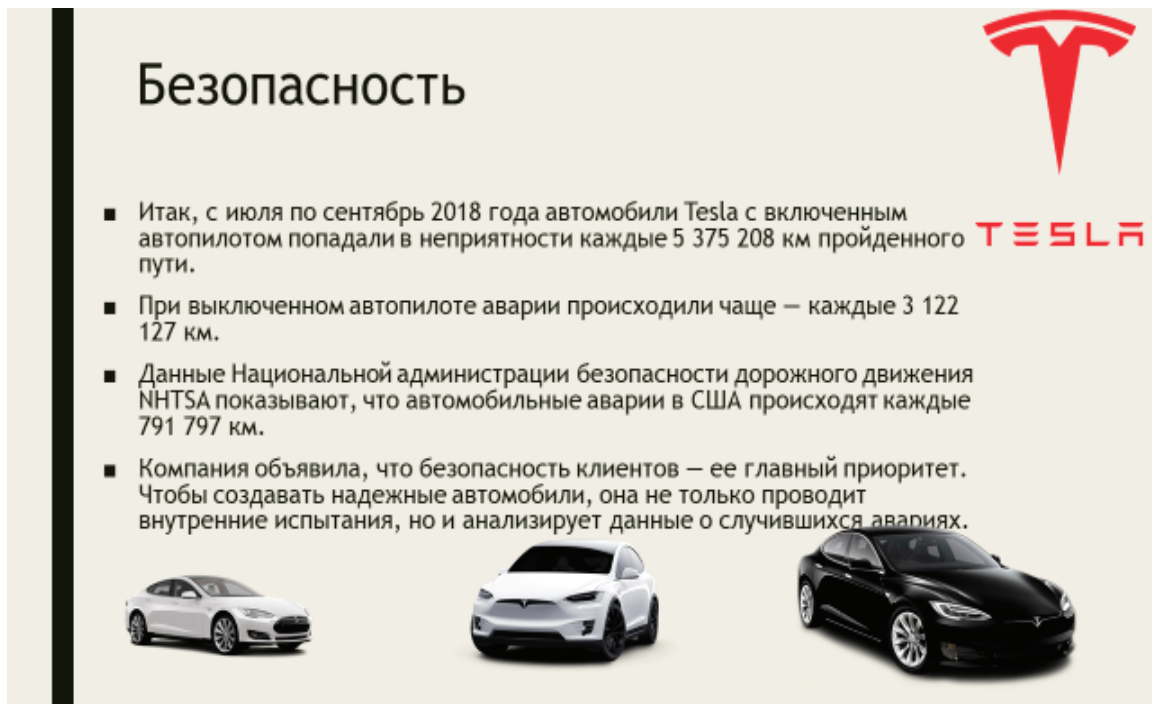 Безопасность
Итак, с июля по сентябрь 2018 года автомобили Tesla с включенным
автопилотом попадали в неприятности каждые 5 375 208 км пройденного
пути.
TESLA
При выключенном автопилоте аварии происходили чаще — каждые 3 122
127 км.
Данные Национальной администрации безопасности дорожного движения
NHTSA показывают, что автомобильные аварии в США происходят каждые
791 797 км.
Компания объявила, что безопасность клиентов — ее главный приоритет.
Чтобы создавать надежные автомобили, она не только проводит
внутренние испытания, но и анализирует данные о случившихся авариях.